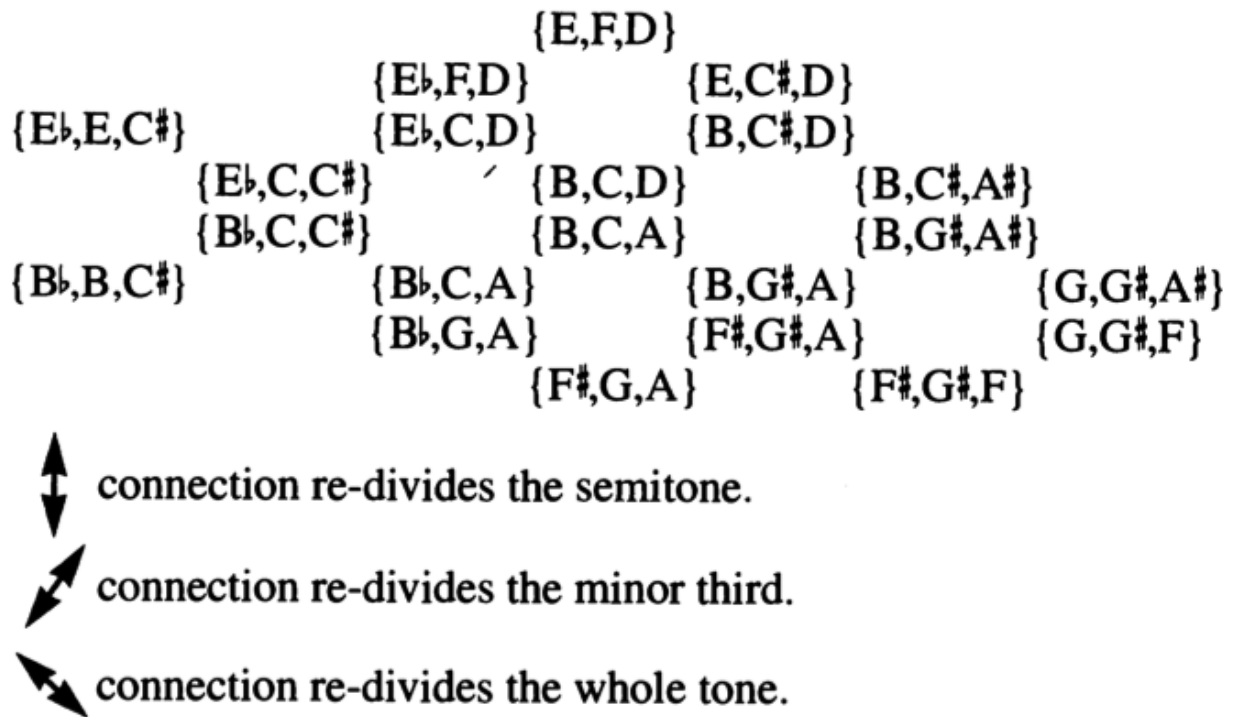 {E,F,D}
{E♭,F,D} {E,C♯,D}
{E♭,E,C♯} {E♭,C,D} {B,C♯,D}
{E♭,C,C♯} {B,C,D} {B,C♯,A♯}
{B♭,C,C♯} {B,C,A} {B,G♯,A♯}
{B♭,B,C♯} {B♭,C,A} {B,G♯,A} {G,G♯,A♯}
{B♭,G,A} {F♯,G♯,A} {G,G♯,F}
{F♯,G,A} {F♯,G♯,F}
connection re-divides the semitone.
connection re-divides the minor third.
connection re-divides the whole tone.